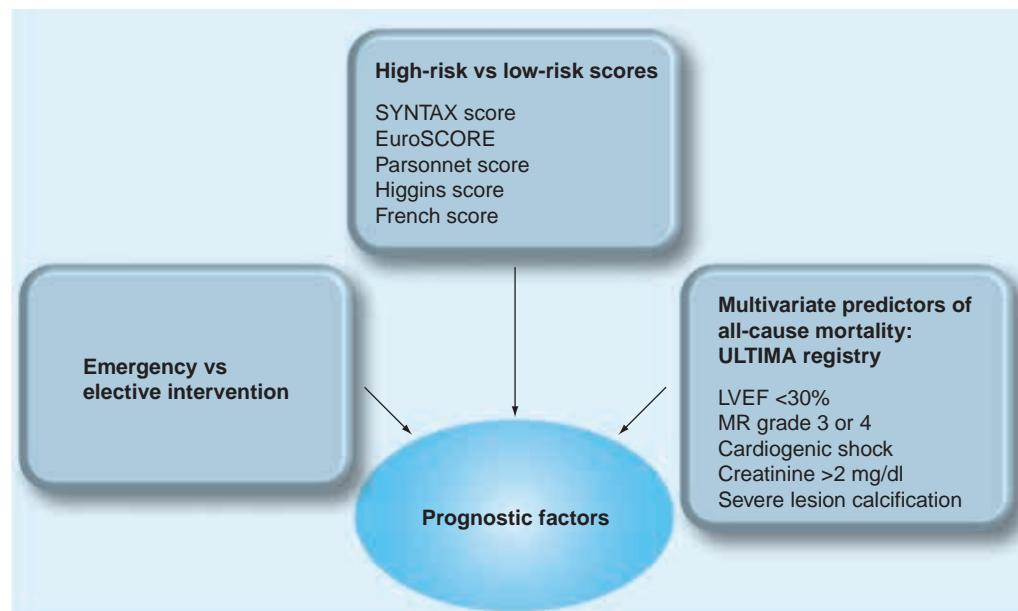 High-risk vs low-risk scores
SYNTAX score
EuroSCORE
Parsonnet score
Higgins score
French score
Emergency vs
elective intervention
Multivariate predictors of
all-cause mortality:
ULTIMA registry
LVEF <30%
MR grade 3 or 4
Cardiogenic shock
Creatinine >2 mg/dl
Severe lesion calcification
Prognostic factors